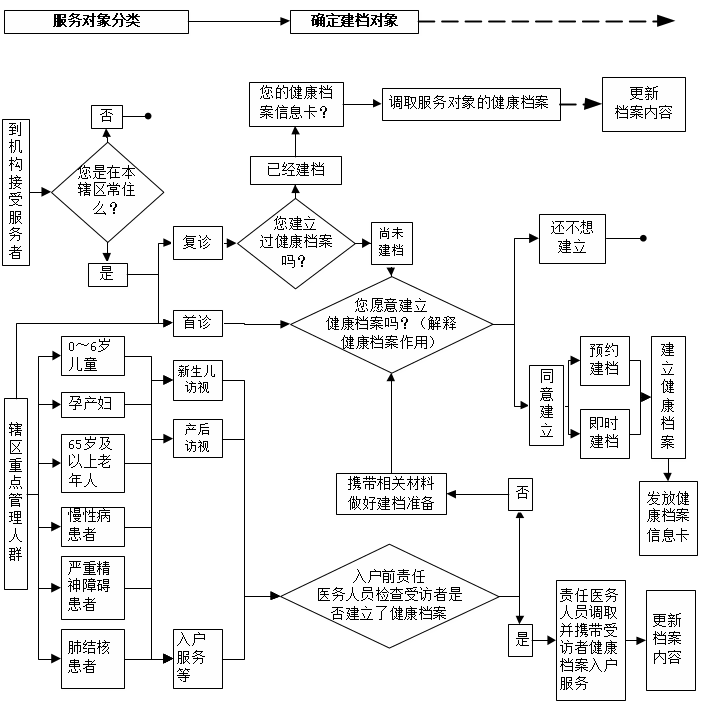 服务对象分类
确定建档对象
到机构接受服务者
否
您是在本
辖区常住
么？
是
复诊
首诊
您的健康档
案信息卡？
调取服务对象的健康档案
更新
档案内容
已经建档
您建立
过健康档案
吗？
尚未
建档
还不想
建立
您愿意建立
健康档案吗？（解释
健康档案作用）
同意建立
预约
建档
即时
建档
建立健康档案
发放健
康档案
信息卡
辖区重点管理人群
0～6岁
儿童
孕产妇
65岁及
以上老
年人
慢性病
患者
严重精
神障碍
患者
肺结核
患者
新生儿
访视
产后
访视
入户
服务
等
携带相关材料
做好建档准备
否
入户前责任
医务人员检查受访者是
否建立了健康档案
是
责任医务
人员调取
并携带受
访者健康
档案入户
服务
更新
档案
内容